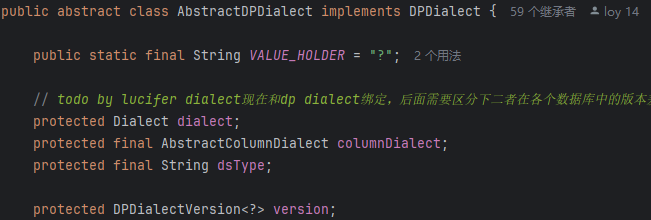 public abstract class AbstractDPDialect implements DPDialect { 59 个继承者 loy 14
public static final String VALUE_HOLDER = "?"; 2 个用法
// todo by lucifer dialect现在和dp dialect绑定，后面需要区分下二者在各个数据库中的版本
protected Dialect dialect;
protected final AbstractColumnDialect columnDialect;
protected final String dsType;
protected DPDialectVersion<?> version;